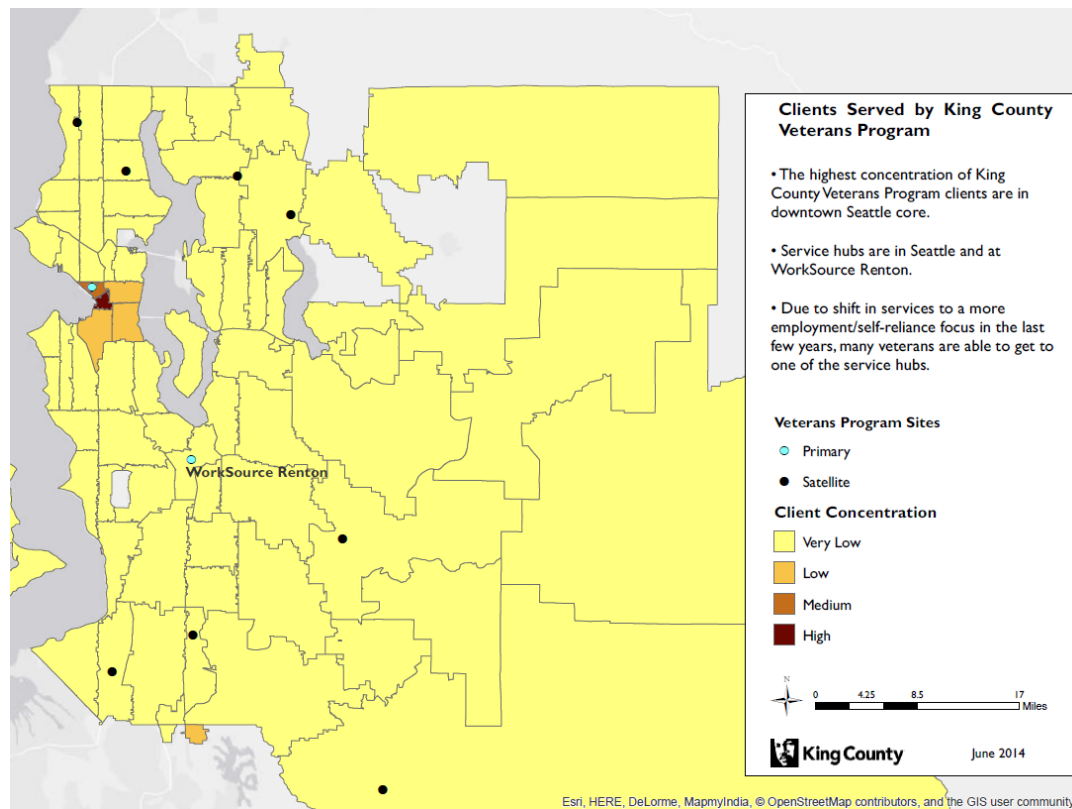 Clients Served by King County
Veterans Program
• The highest concentration of King
County Veterans Program clients are in
downtown Seattle core.
• Service hubs are in Seattle and at
WorkSource Renton.
• Due to shift in services to a more
employment/self-reliance focus in the last
few years, many veterans are able to get to
one of the service hubs.
WorkSource Renton
Veterans Program Sites
Primary
Satellite
Client Concentration
Very Low
Low
Medium
High
N
0 4.25 8.5 17
Miles
King County
June 2014
Esri, HERE, DeLorme, MapmyIndia, © OpenStreetMap contributors, and the GIS user community